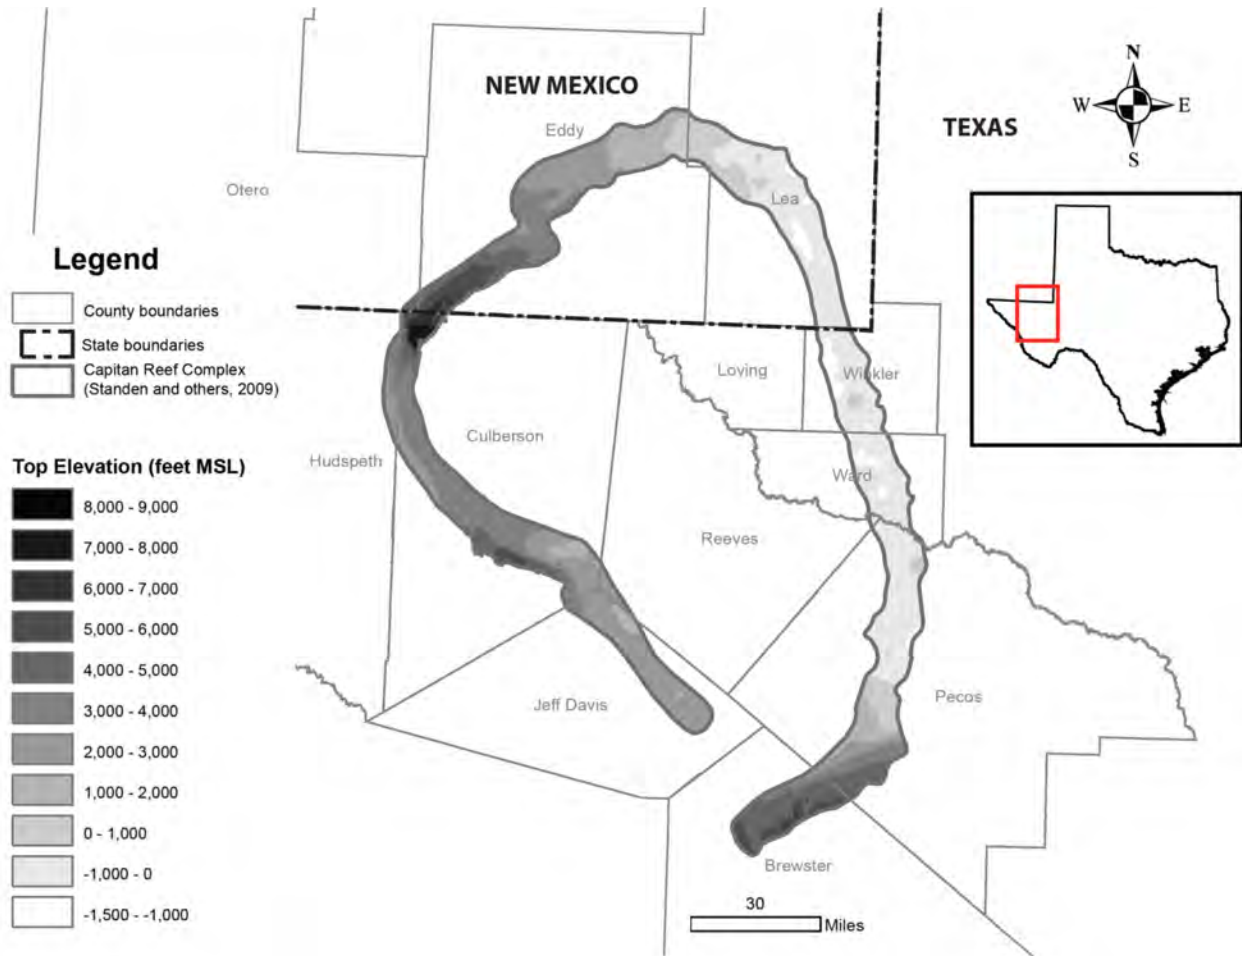 NEW MEXICO
Eddy
TEXAS
N
W
E
S
Otero
Lea
Legend
County boundaries
State boundaries
Capitan Reef Complex
(Standen and others, 2009)
Loving
Winkler
Culberson
Hudspeth
Ward
Reeves
Top Elevation (feet MSL)
8,000 - 9,000
7,000 - 8,000
6,000 - 7,000
5,000 - 6,000
4,000 - 5,000
3,000 - 4,000
2,000 - 3,000
1,000 - 2,000
0 - 1,000
-1,000 - 0
-1,500 - -1,000
Jeff Davis
Pecos
Brewster
30
Miles